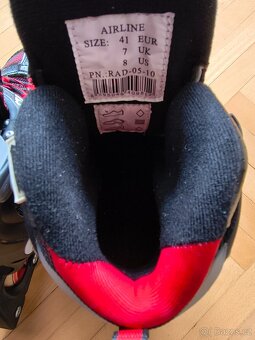 AIRLINE
SIZE: 41 EUR
7 UK
8 US
PN :RAD-05-10